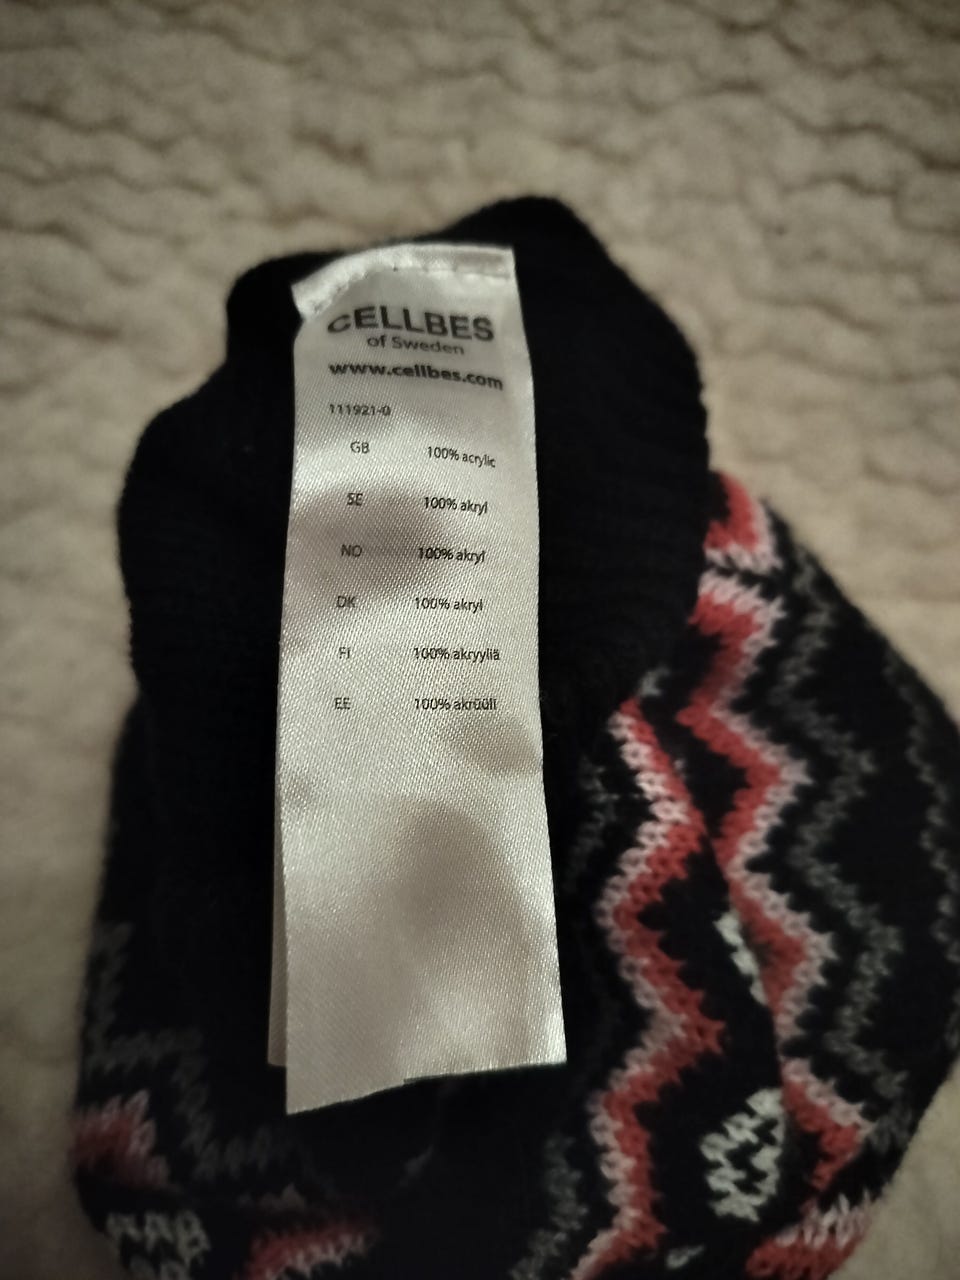 CELLBES
of Sweden
www.cellbes.com
111921-0
GB 100% acrylic
SE 100% akryl
NO 100% akryl
DK 100% akryl
FI 100% akryyliä
EE 100% akrüüli